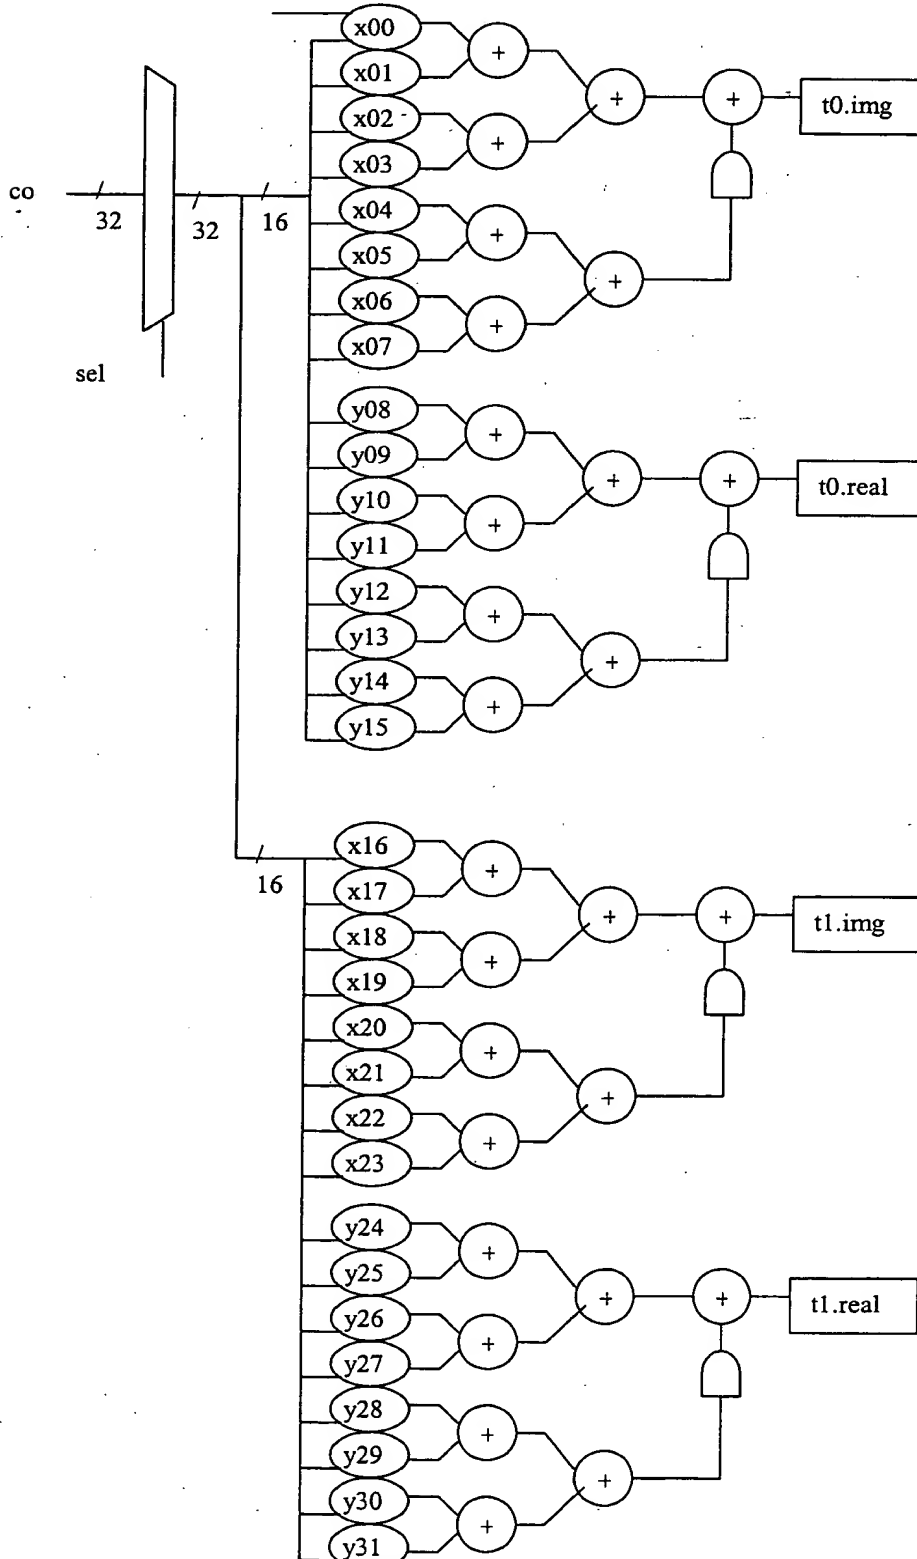 x00
+
x01
+
+
t0.img
x02
+
x03
co
32
32
16
x04
+
x05
+
x06
+
x07
sel
y08
+
y09
+
+
t0.real
y10
+
y11
y12
+
y13
+
y14
+
y15
16
x16
+
x17
+
+
t1.img
x18
+
x19
x20
+
x21
+
x22
+
x23
y24
+
y25
+
+
t1.real
y26
+
y27
y28
+
y29
+
y30
+
y31